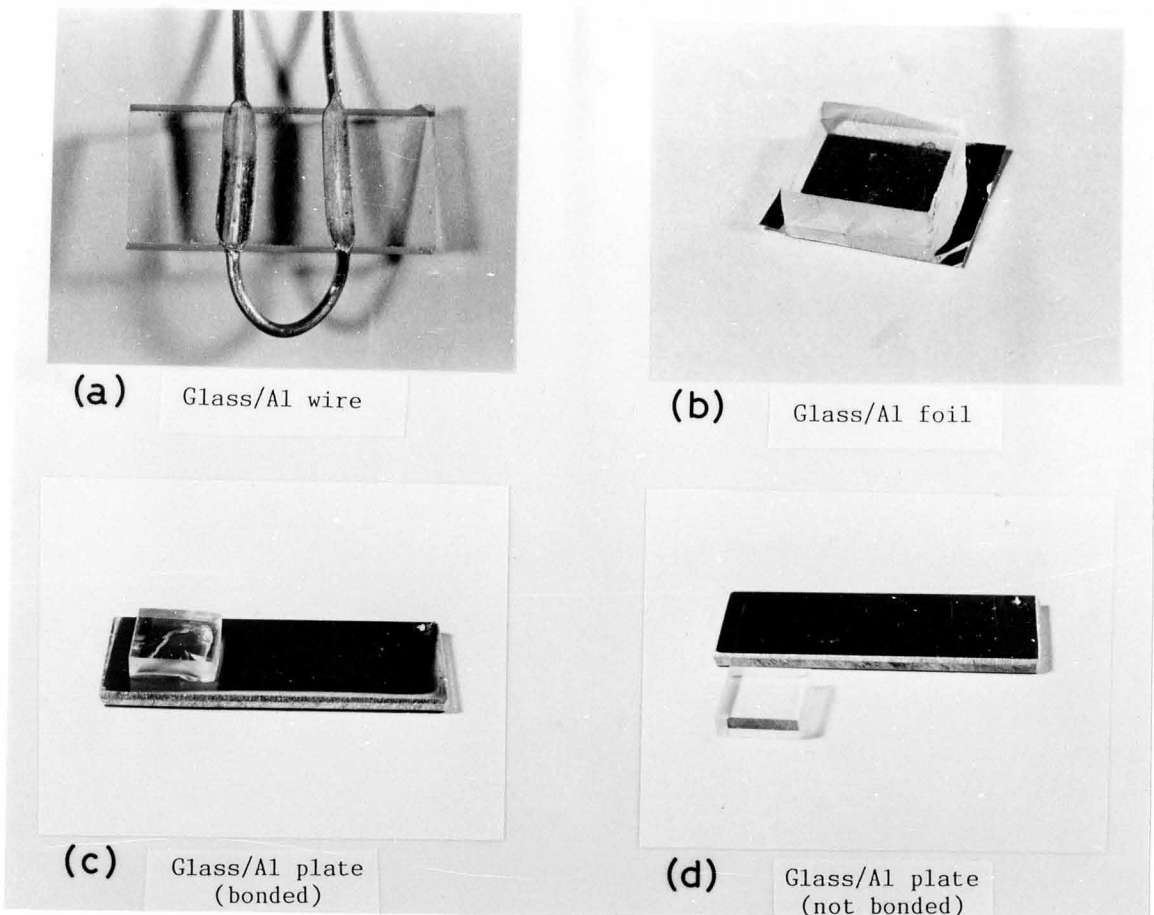 (a) Glass/Al wire
(b) Glass/Al foil
(c) Glass/Al plate
(bonded)
(d) Glass/Al plate
(not bonded)